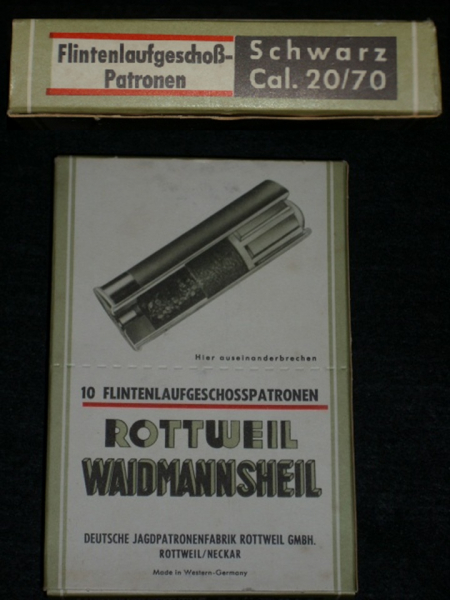 Flintenlaufgeschoß-
Patronen
Schwarz
Cal. 20/70
Hier auseinanderbrechen
10 FLINTENLAUFGESCHOSSPATRONEN
ROTTWEIL
WAIDMANNSHEIL
DEUTSCHE JAGDPATRONENFABRIK ROTTWEIL GMBH.
ROTTWEIL/NECKAR
Made in Western-Germany